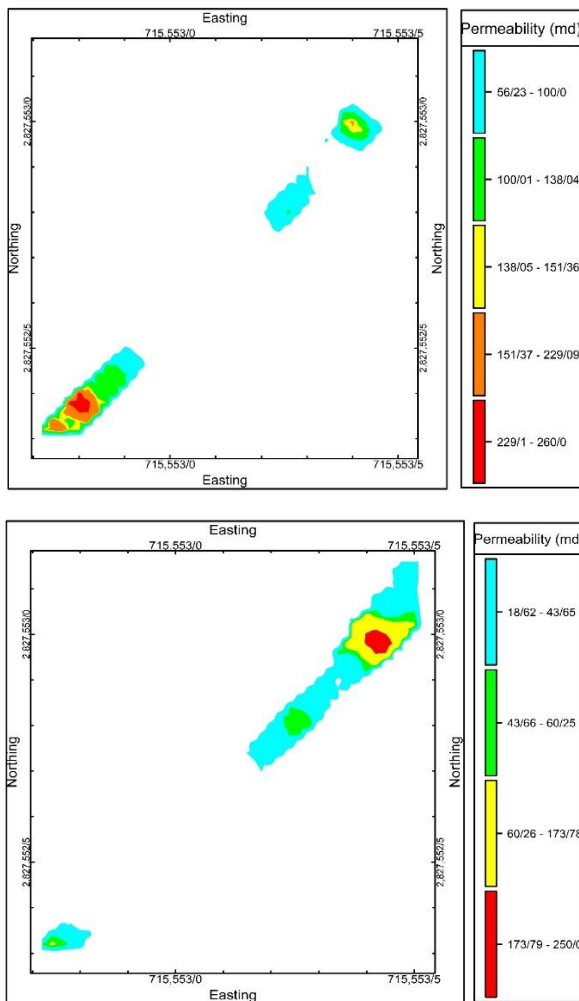 Easting
715,553/0
715,553/5
Permeability (md)
2,827,553/0
2,827,553/0
56/23 - 100/0
100/01 - 138/04
Northing
Northing
138/05 - 151/36
2,827,552/5
2,827,552/5
151/37 - 229/09
229/1 - 260/0
715,553/0
715,553/5
Easting
Easting
715,553/0
715,553/5
Permeability (md)
2,827,553/0
2,827,553/0
18/62 - 43/65
43/66 - 60/25
Northing
Northing
60/26 - 173/78
2,827,552/5
2,827,552/5
173/79 - 250/0
715,553/0
715,553/5
Easting